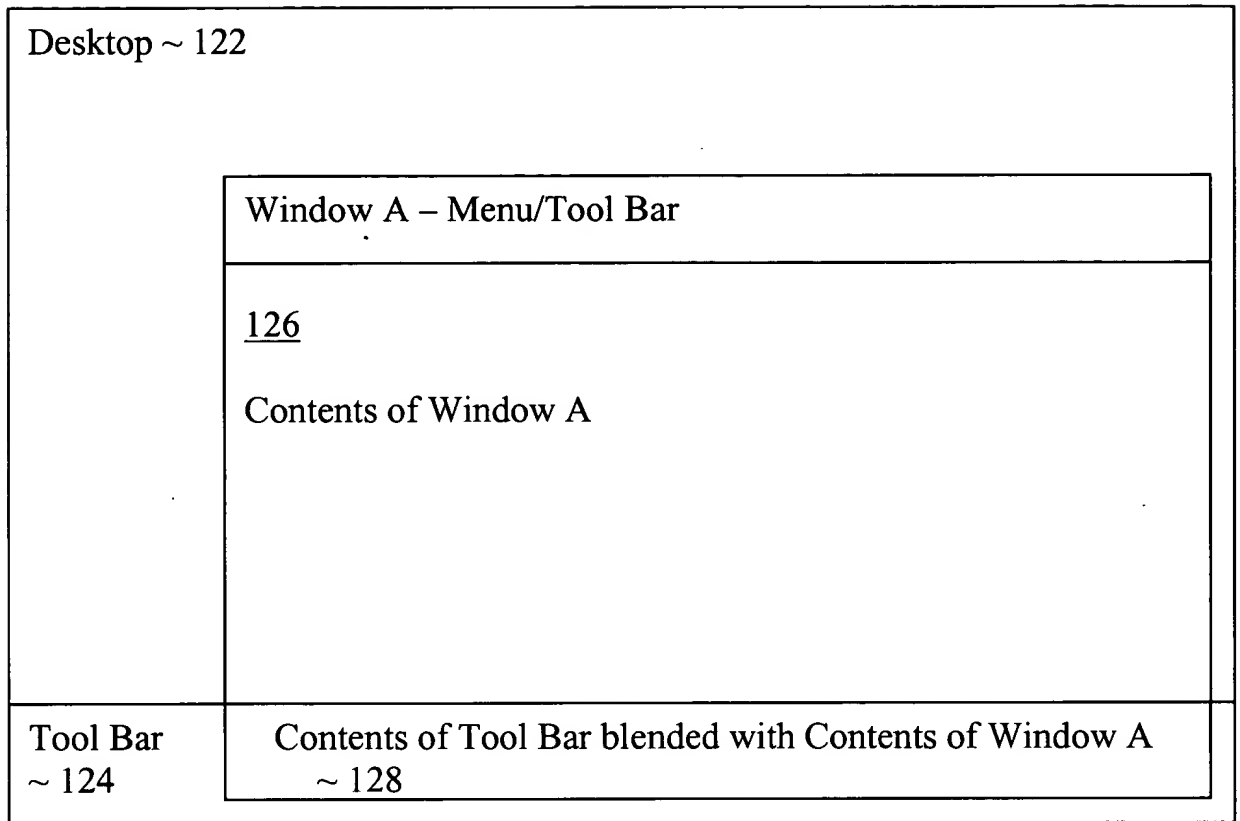 Desktop ~ 122
Window A – Menu/Tool Bar
126
Contents of Window A
Tool Bar
~ 124
Contents of Tool Bar blended with Contents of Window A
~ 128